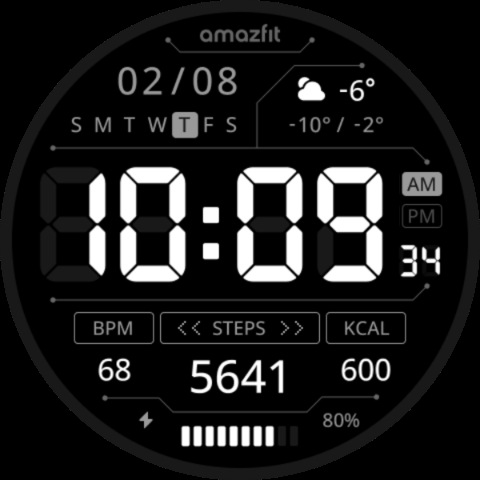 amazfit
02/08
-6°
S M T W T F S
-10° / -2°
10:09
AM
PM
34
BPM
<< STEPS >>
KCAL
68
5641
600
80%